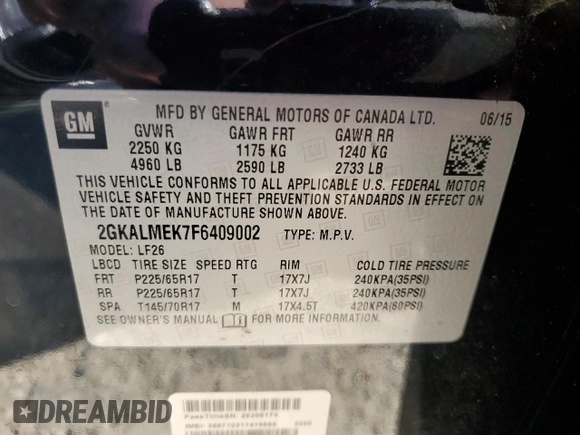 GM
MFD BY GENERAL MOTORS OF CANADA LTD. 06/15
GVWR GAWR FRT GAWR RR
2250 KG 1175 KG 1240 KG
4960 LB 2590 LB 2733 LB
THIS VEHICLE CONFORMS TO ALL APPLICABLE U.S. FEDERAL MOTOR
VEHICLE SAFETY AND THEFT PREVENTION STANDARDS IN EFFECT ON
THE DATE OF MANUFACTURE SHOWN ABOVE.
2GKALMEK7F6409002 TYPE: M.P.V.
MODEL: LF26
LBCD TIRE SIZE SPEED RTG RIM COLD TIRE PRESSURE
FRT P225/65R17 T 17X7J 240KPA(35PSI)
RR P225/65R17 T 17X7J 240KPA(35PSI)
SPA T145/70R17 M 17X4.5T 420KPA(60PSI)
SEE OWNER'S MANUAL FOR MORE INFORMATION